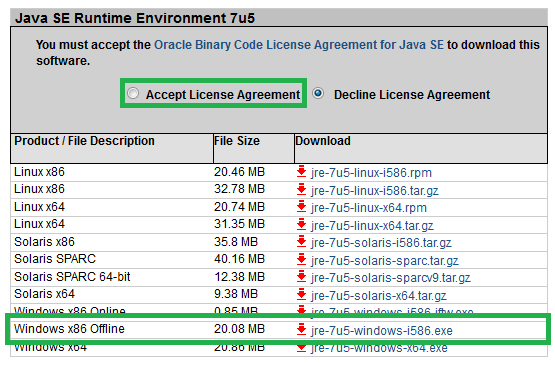 Java SE Runtime Environment 7u5
You must accept the Oracle Binary Code License Agreement for Java SE to download this
software.
Accept License Agreement Decline License Agreement
Product / File Description File Size Download
Linux x86 20.46 MB jre-7u5-linux-i586.rpm
Linux x86 32.78 MB jre-7u5-linux-i586.tar.gz
Linux x64 20.74 MB jre-7u5-linux-x64.rpm
Linux x64 31.35 MB jre-7u5-linux-x64.tar.gz
Solaris x86 35.8 MB jre-7u5-solaris-i586.tar.gz
Solaris SPARC 40.16 MB jre-7u5-solaris-sparc.tar.gz
Solaris SPARC 64-bit 12.38 MB jre-7u5-solaris-sparcv9.tar.gz
Solaris x64 9.38 MB jre-7u5-solaris-x64.tar.gz
Windows x86 Online 0.85 MB jre-7u5-windows-i586-iftw.exe
Windows x86 Offline 20.08 MB jre-7u5-windows-i586.exe
Windows x64 20.86 MB jre-7u5-windows-x64.exe